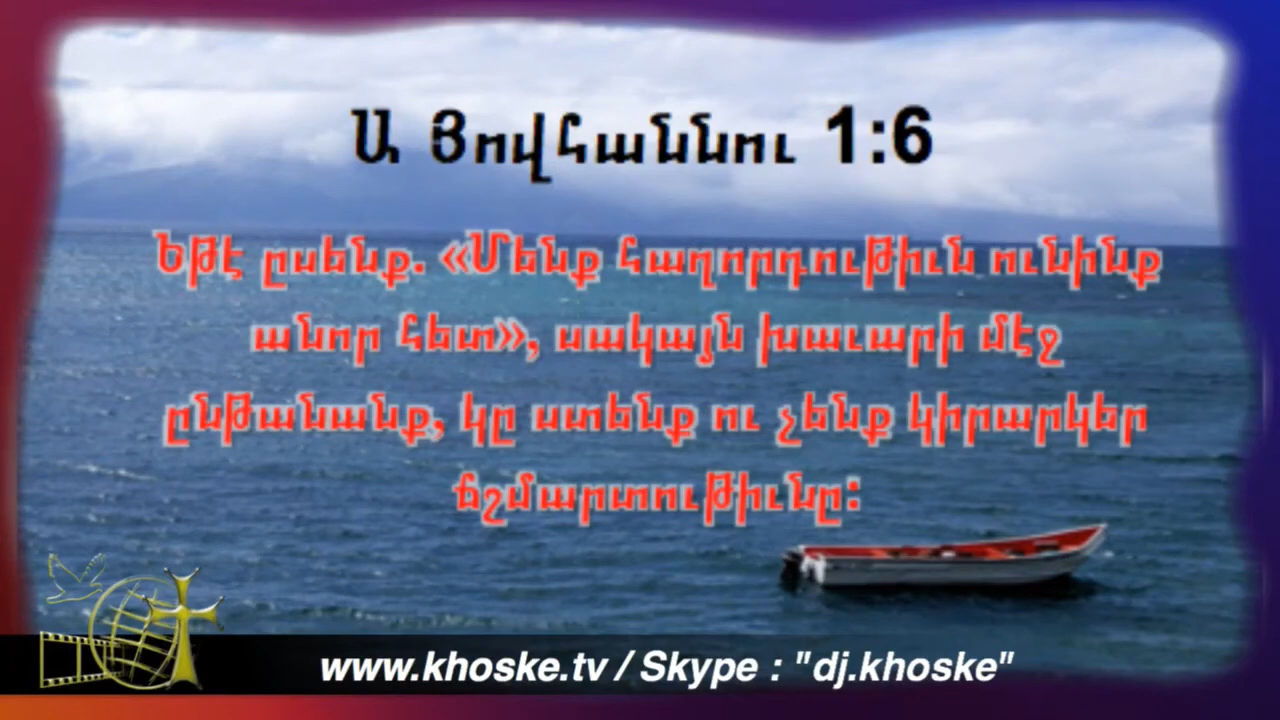 Ա Յովհաննու 1:6
Եթէ ըսենք. «Մենք հաղորդութիւն ունինք
անոր հետ», սակայն խաւարի մէջ
ընթանանք, կը ստենք ու չենք կիրարկեր
ճշմարտութիւնը:
www.khoske.tv / Skype : "dj.khoske"